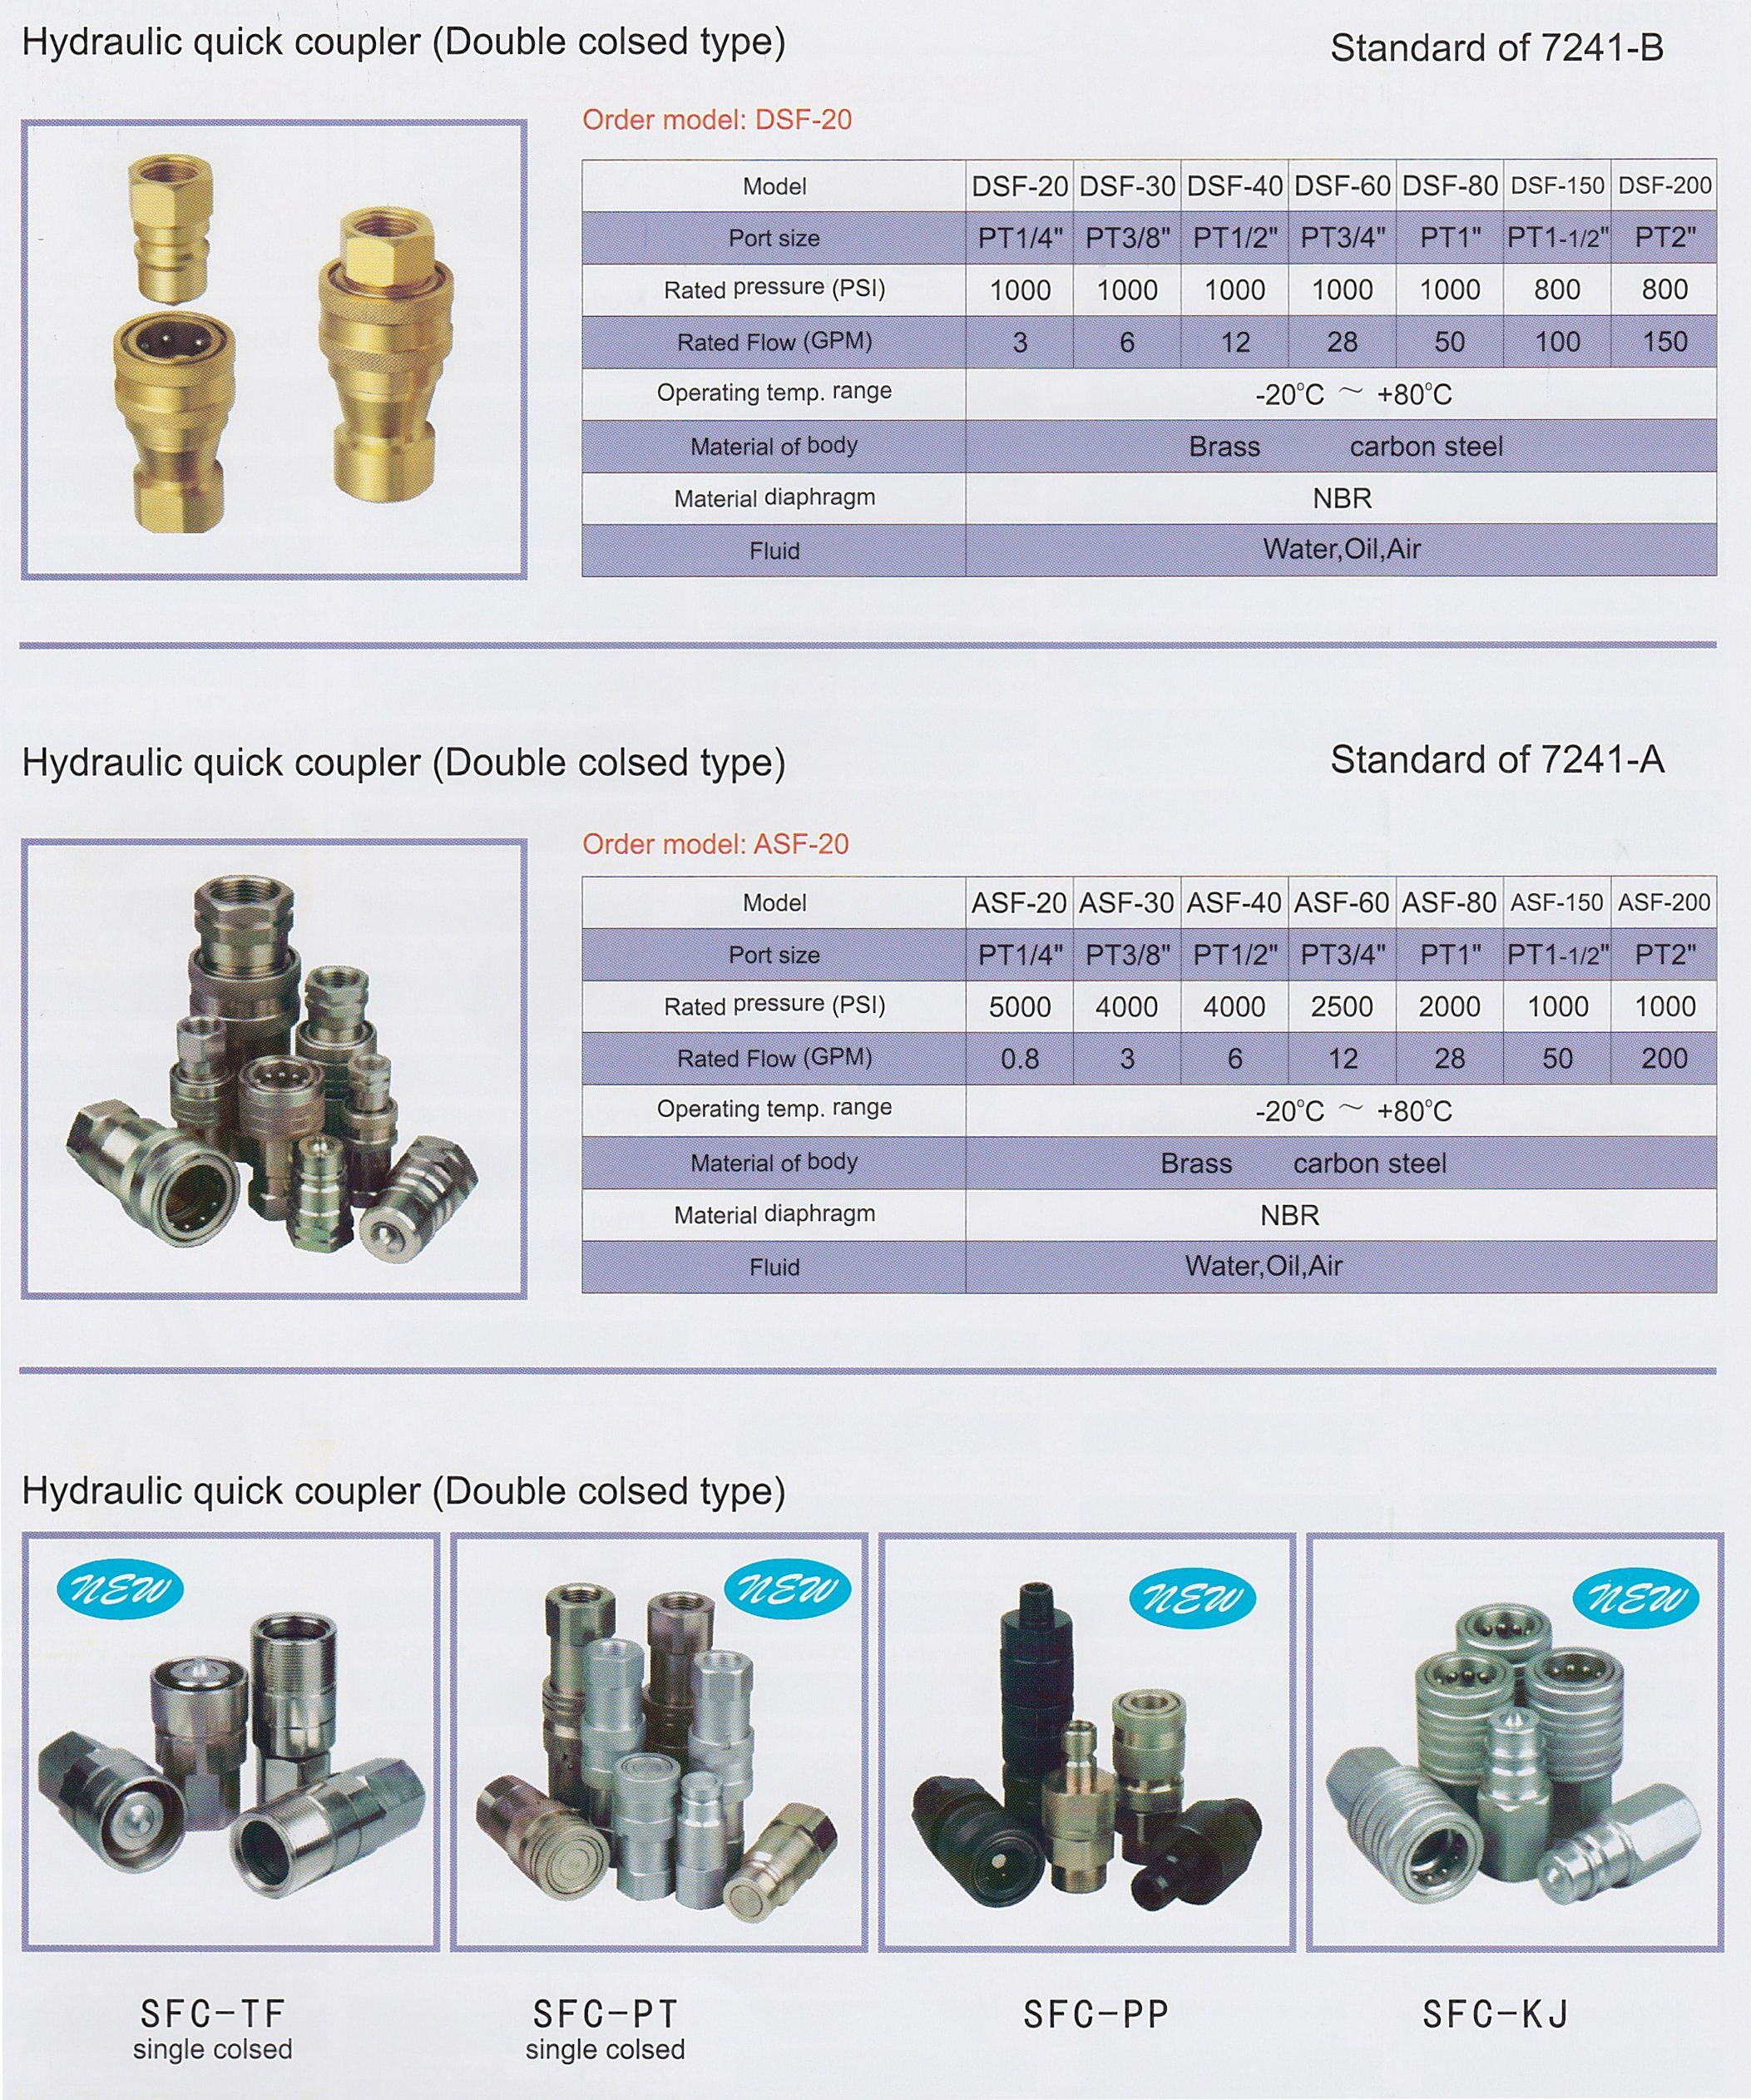 Hydraulic quick coupler (Double colsed type)
Standard of 7241-B
Order model: DSF-20
Model DSF-20 DSF-30 DSF-40 DSF-60 DSF-80 DSF-150 DSF-200
Port size PT1/4" PT3/8" PT1/2" PT3/4" PT1" PT1-1/2" PT2"
Rated pressure (PSI) 1000 1000 1000 1000 1000 800 800
Rated Flow (GPM) 3 6 12 28 50 100 150
Operating temp. range -20°C ～ +80°C
Material of body Brass carbon steel
Material diaphragm NBR
Fluid Water,Oil,Air
Hydraulic quick coupler (Double colsed type)
Standard of 7241-A
Order model: ASF-20
Model ASF-20 ASF-30 ASF-40 ASF-60 ASF-80 ASF-150 ASF-200
Port size PT1/4" PT3/8" PT1/2" PT3/4" PT1" PT1-1/2" PT2"
Rated pressure (PSI) 5000 4000 4000 2500 2000 1000 1000
Rated Flow (GPM) 0.8 3 6 12 28 50 200
Operating temp. range -20°C ～ +80°C
Material of body Brass carbon steel
Material diaphragm NBR
Fluid Water,Oil,Air
Hydraulic quick coupler (Double colsed type)
NEW
NEW
NEW
NEW
SFC-TF
single colsed
SFC-PT
single colsed
SFC-PP
SFC-KJ